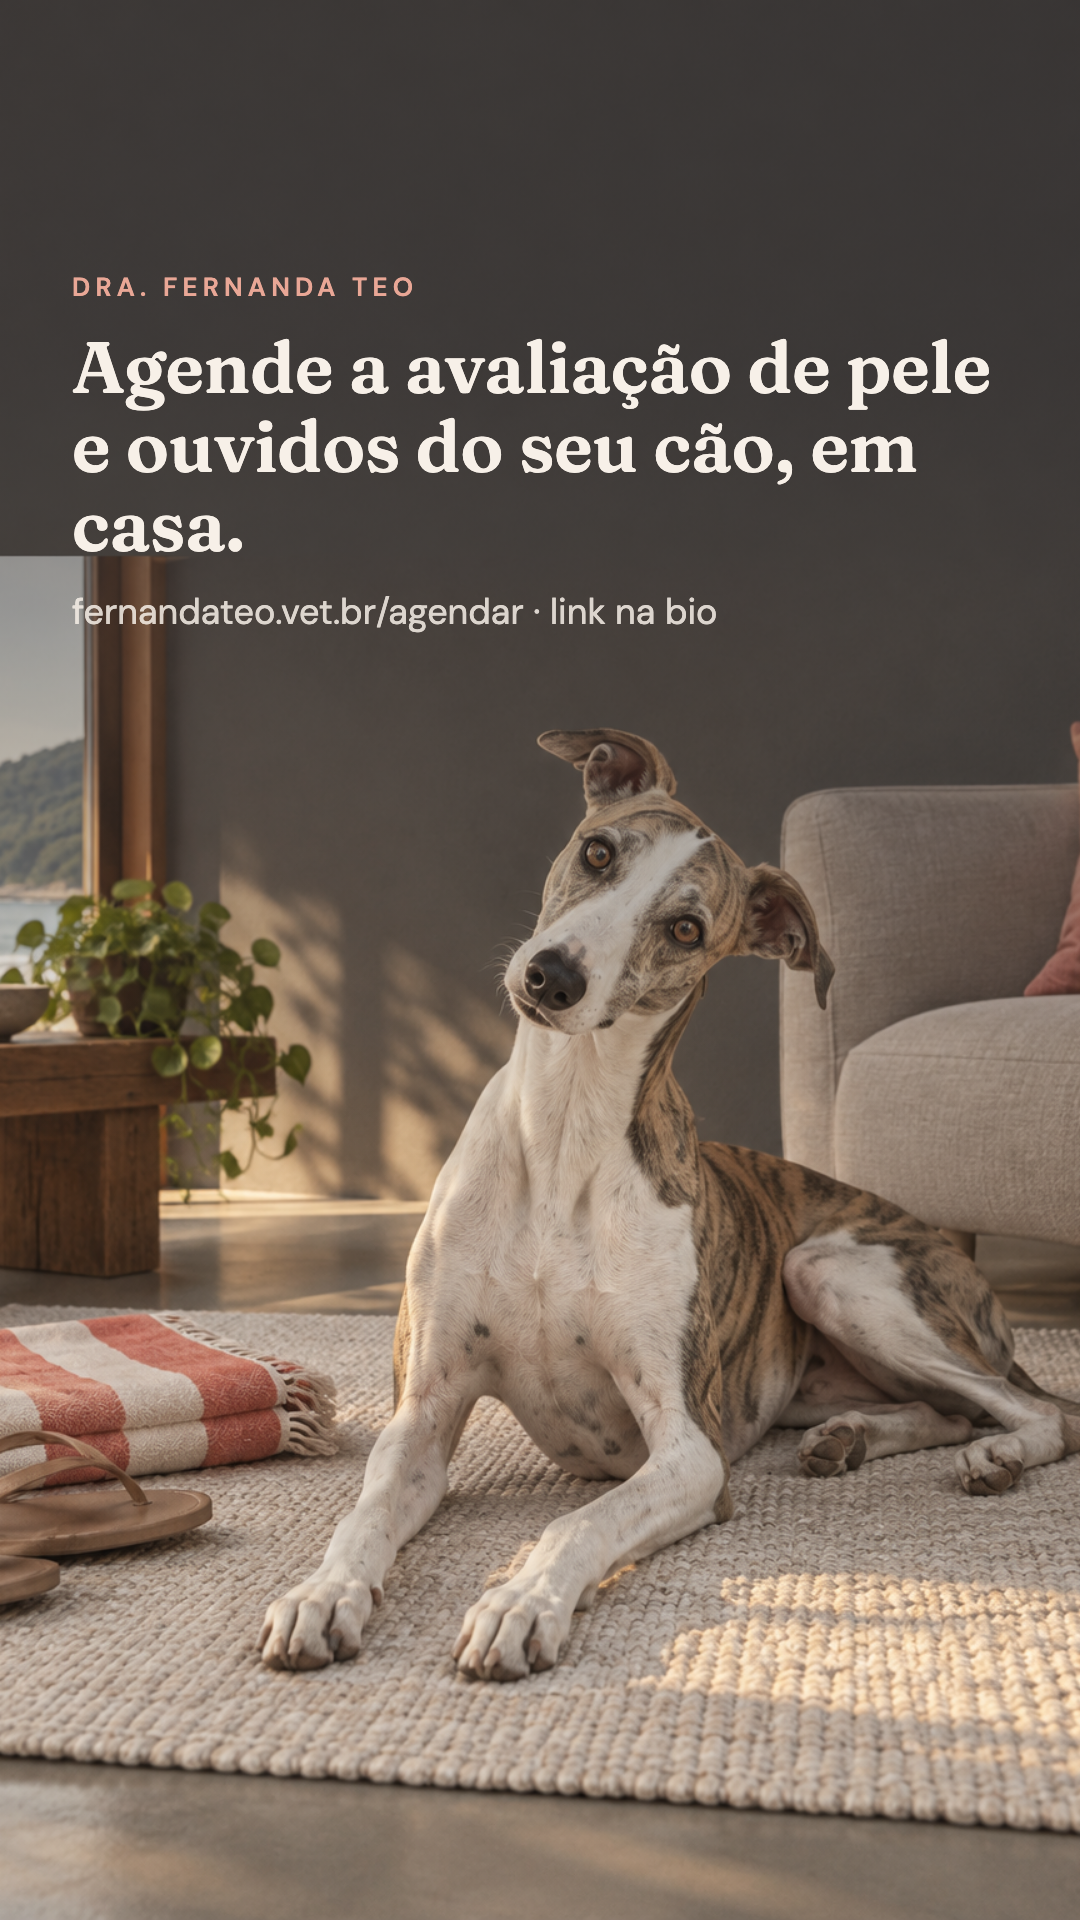 DRA. FERNANDA TEO
Agende a avaliação de pele
e ouvidos do seu cão, em
casa.
fernandateo.vet.br/agendar · link na bio